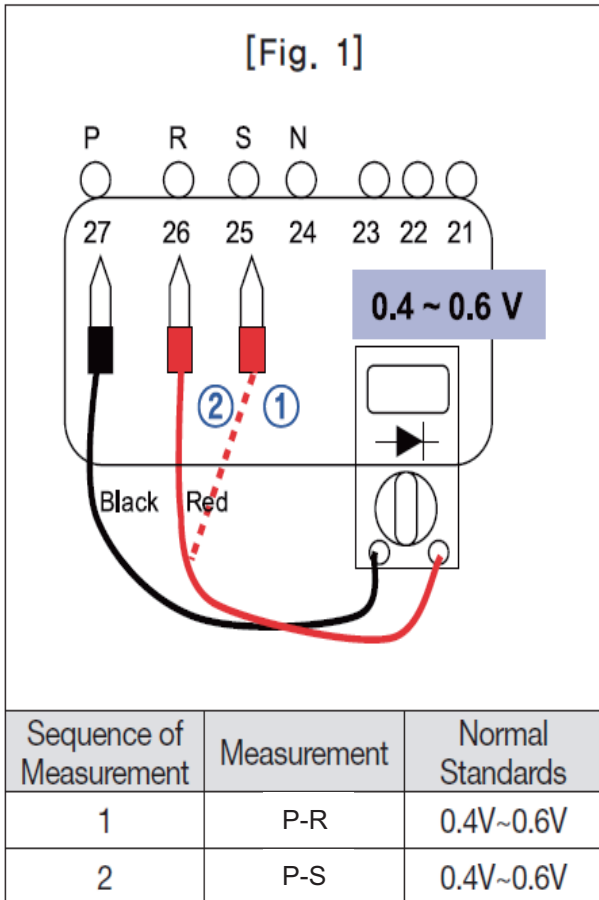 [Fig. 1]
P R S N
27 26 25 24 23 22 21
0.4 ~ 0.6 V
② ①
Black Red
Sequence of Measurement Measurement Normal Standards
1 P-R 0.4V~0.6V
2 P-S 0.4V~0.6V